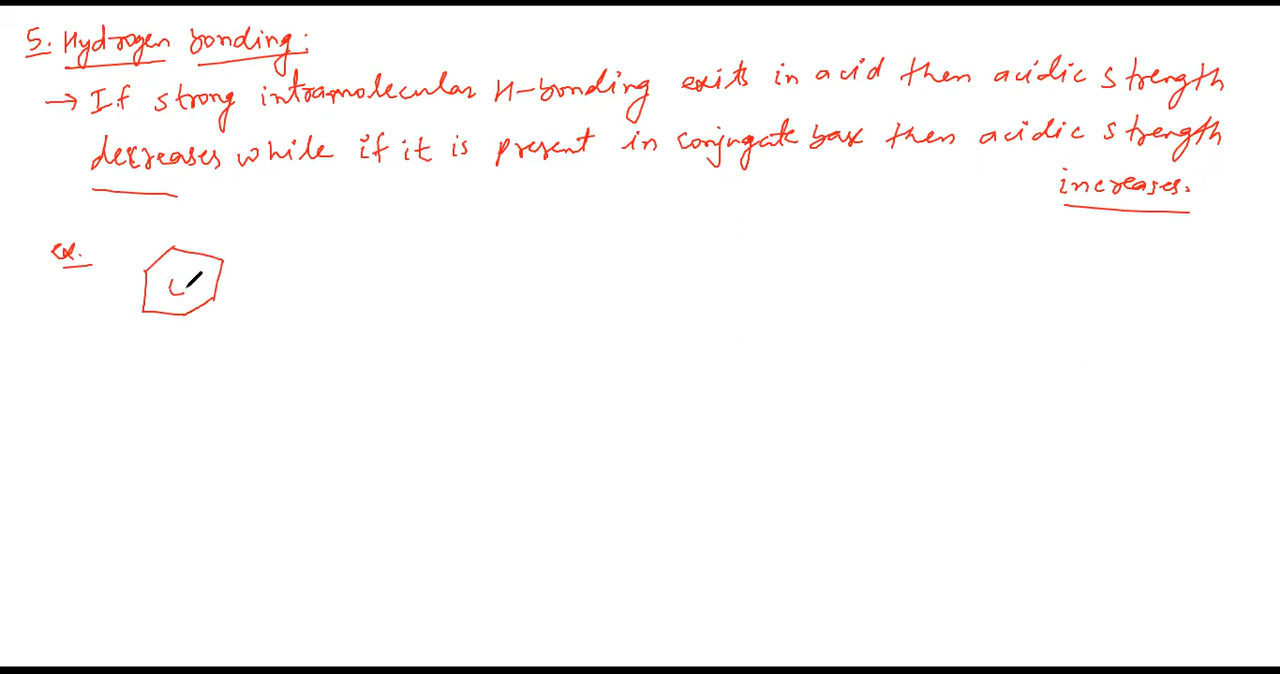 5. Hydrogen bonding:
→ If strong intramolecular H-bonding exits in acid then acidic strength
decreases while if it is present in conjugate base then acidic strength
increases.
ex.